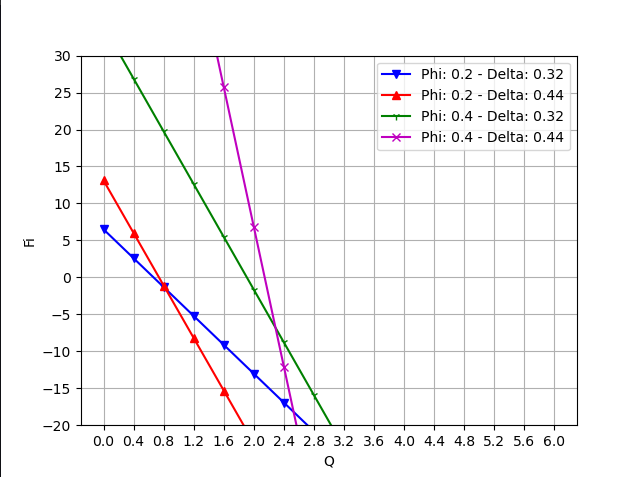 30
25
20
15
10
5
0
−5
−10
−15
−20
Fi
Phi: 0.2 - Delta: 0.32
Phi: 0.2 - Delta: 0.44
Phi: 0.4 - Delta: 0.32
Phi: 0.4 - Delta: 0.44
0.0 0.4 0.8 1.2 1.6 2.0 2.4 2.8 3.2 3.6 4.0 4.4 4.8 5.2 5.6 6.0
Q